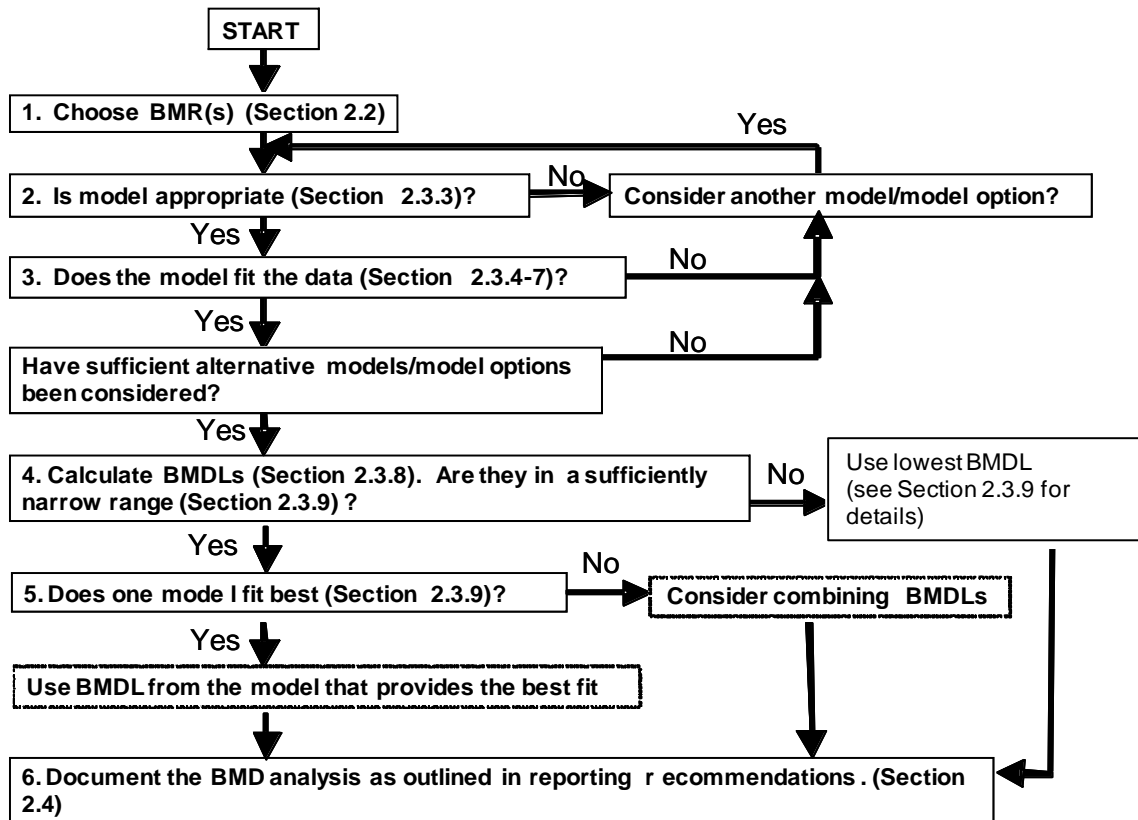 START
1. Choose BMR(s) (Section 2.2)
Yes
2. Is model appropriate (Section 2.3.3)?
No
Consider another model/model option?
Yes
3. Does the model fit the data (Section 2.3.4-7)?
No
Yes
Have sufficient alternative models/model options
been considered?
No
Yes
4. Calculate BMDLs (Section 2.3.8). Are they in a sufficiently
narrow range (Section 2.3.9) ?
No
Use lowest BMDL
(see Section 2.3.9 for
details)
Yes
5. Does one mode l fit best (Section 2.3.9)?
No
Consider combining BMDLs
Yes
Use BMDL from the model that provides the best fit
6. Document the BMD analysis as outlined in reporting r ecommendations . (Section
2.4)